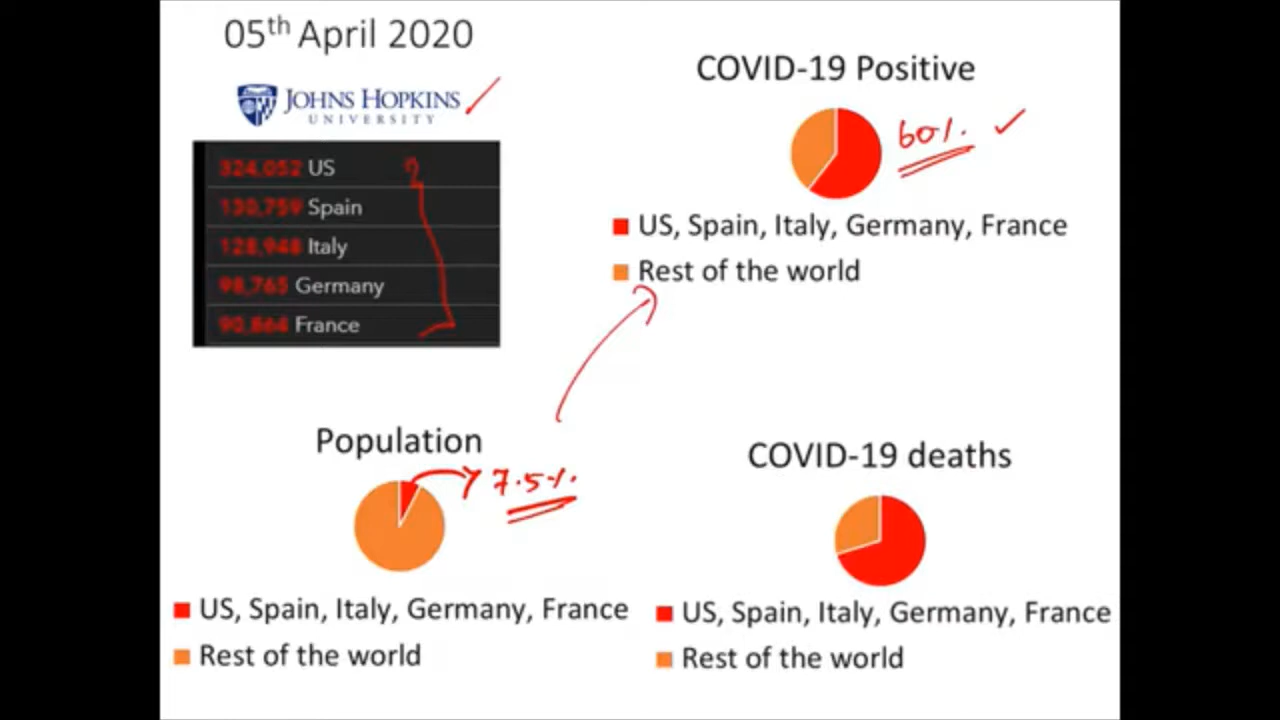 05th April 2020
JOHNS HOPKINS
UNIVERSITY
324,052 US
130,759 Spain
128,948 Italy
98,765 Germany
90,864 France
COVID-19 Positive
60%.
US, Spain, Italy, Germany, France
Rest of the world
Population
7.5%.
US, Spain, Italy, Germany, France
Rest of the world
COVID-19 deaths
US, Spain, Italy, Germany, France
Rest of the world